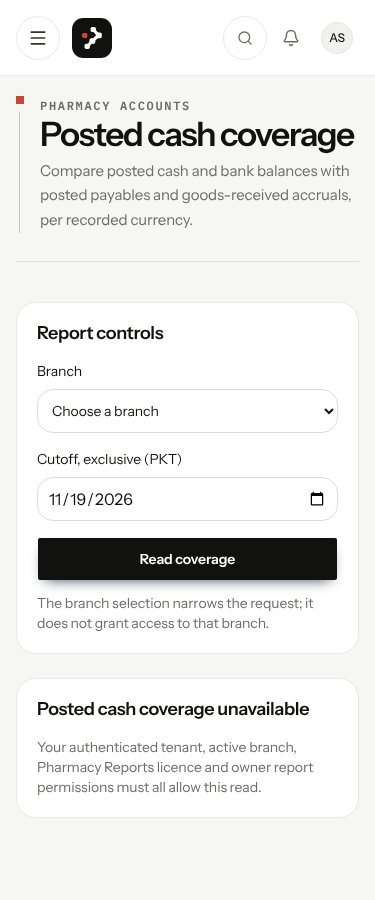 AS
PHARMACY ACCOUNTS
Posted cash coverage
Compare posted cash and bank balances with
posted payables and goods-received accruals,
per recorded currency.
Report controls
Branch
Choose a branch
Cutoff, exclusive (PKT)
11/19/2026
Read coverage
The branch selection narrows the request; it
does not grant access to that branch.
Posted cash coverage unavailable
Your authenticated tenant, active branch,
Pharmacy Reports licence and owner report
permissions must all allow this read.